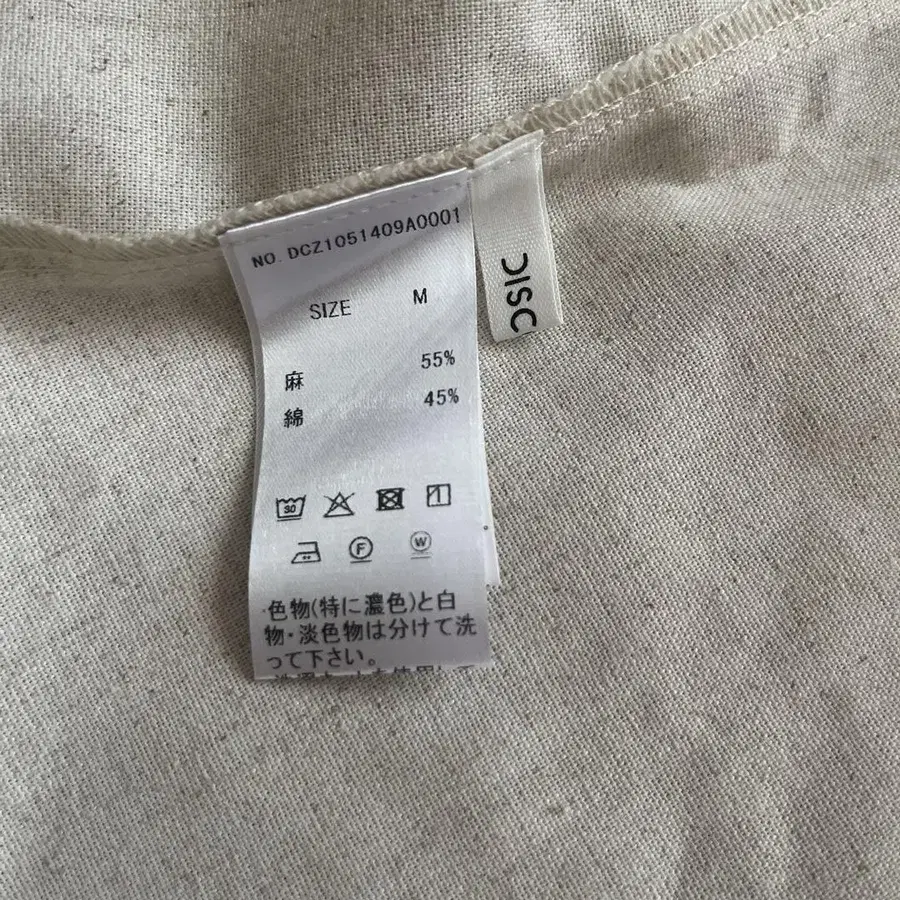 NO. DCZ1051409A0001
SIZE M
麻 55%
綿 45%
30
F W
・色物(特に濃色)と白
物・淡色物は分けて洗
って下さい。
DISC